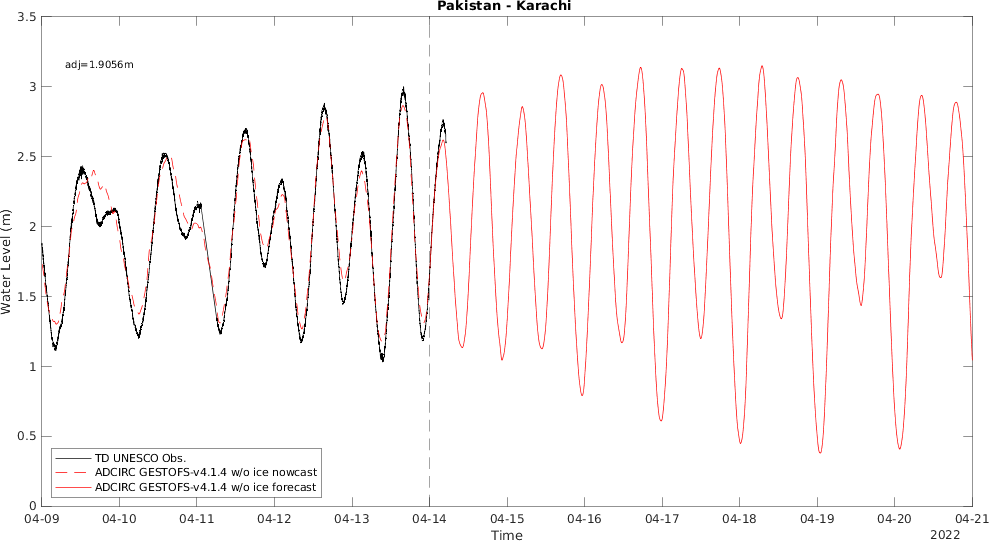 Pakistan - Karachi
3.5
adj=1.9056m
3
2.5
2
1.5
1
0.5
0
Water Level (m)
TD UNESCO Obs.
ADCIRC GESTOFS-v4.1.4 w/o ice nowcast
ADCIRC GESTOFS-v4.1.4 w/o ice forecast
04-09 04-10 04-11 04-12 04-13 04-14 04-15 04-16 04-17 04-18 04-19 04-20 04-21
Time
2022